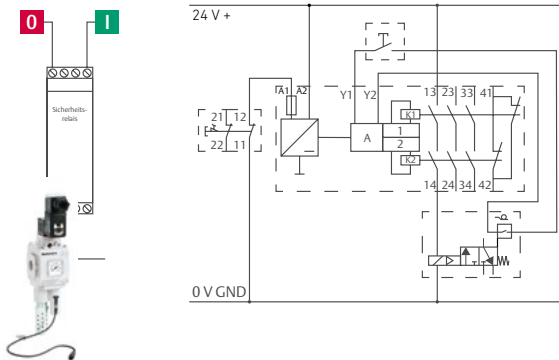 0
I
Sicherheits-
relais
24 V +
A1 A2
Y1 Y2
13 23 33 41
K1
A
1
2
K2
21 12
22 11
14 24 34 42
0 V GND